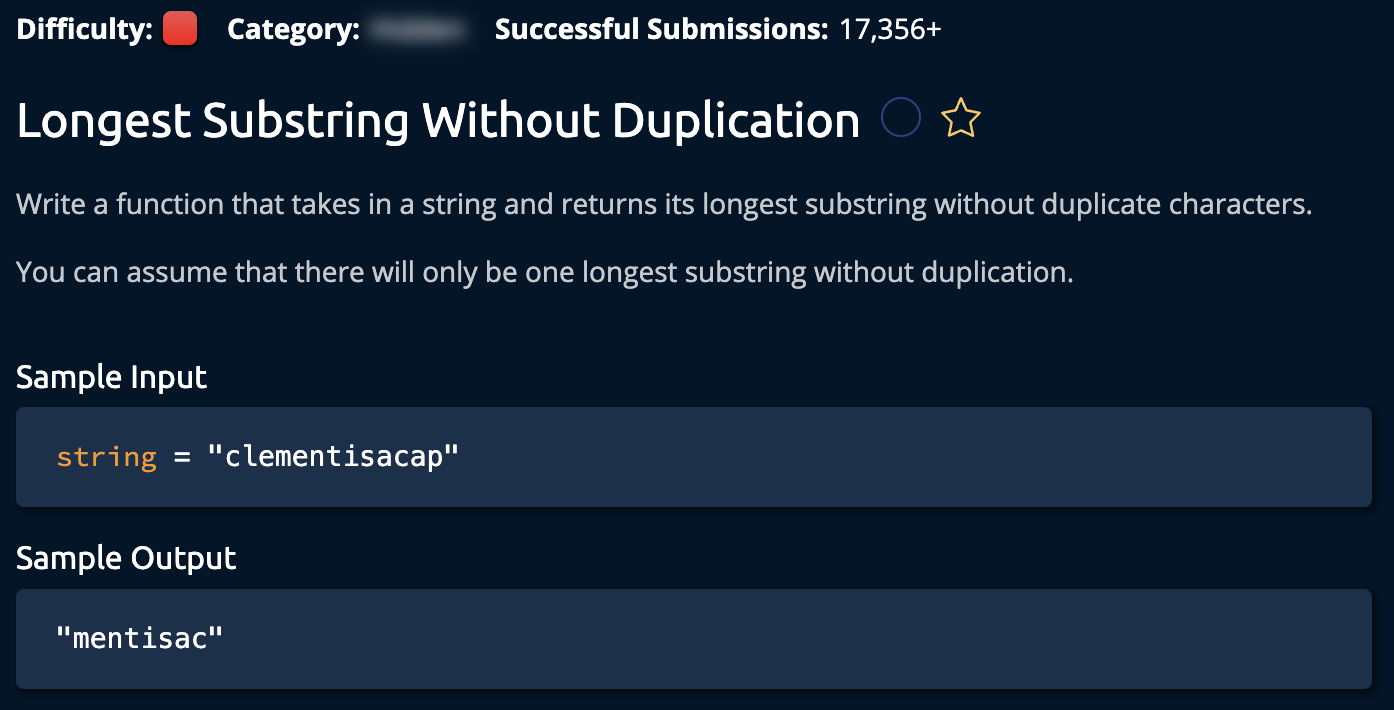 Difficulty: Category: Successful Submissions: 17,356+
Longest Substring Without Duplication
Write a function that takes in a string and returns its longest substring without duplicate characters.
You can assume that there will only be one longest substring without duplication.
Sample Input
string = "clementisacap"
Sample Output
"mentisac"